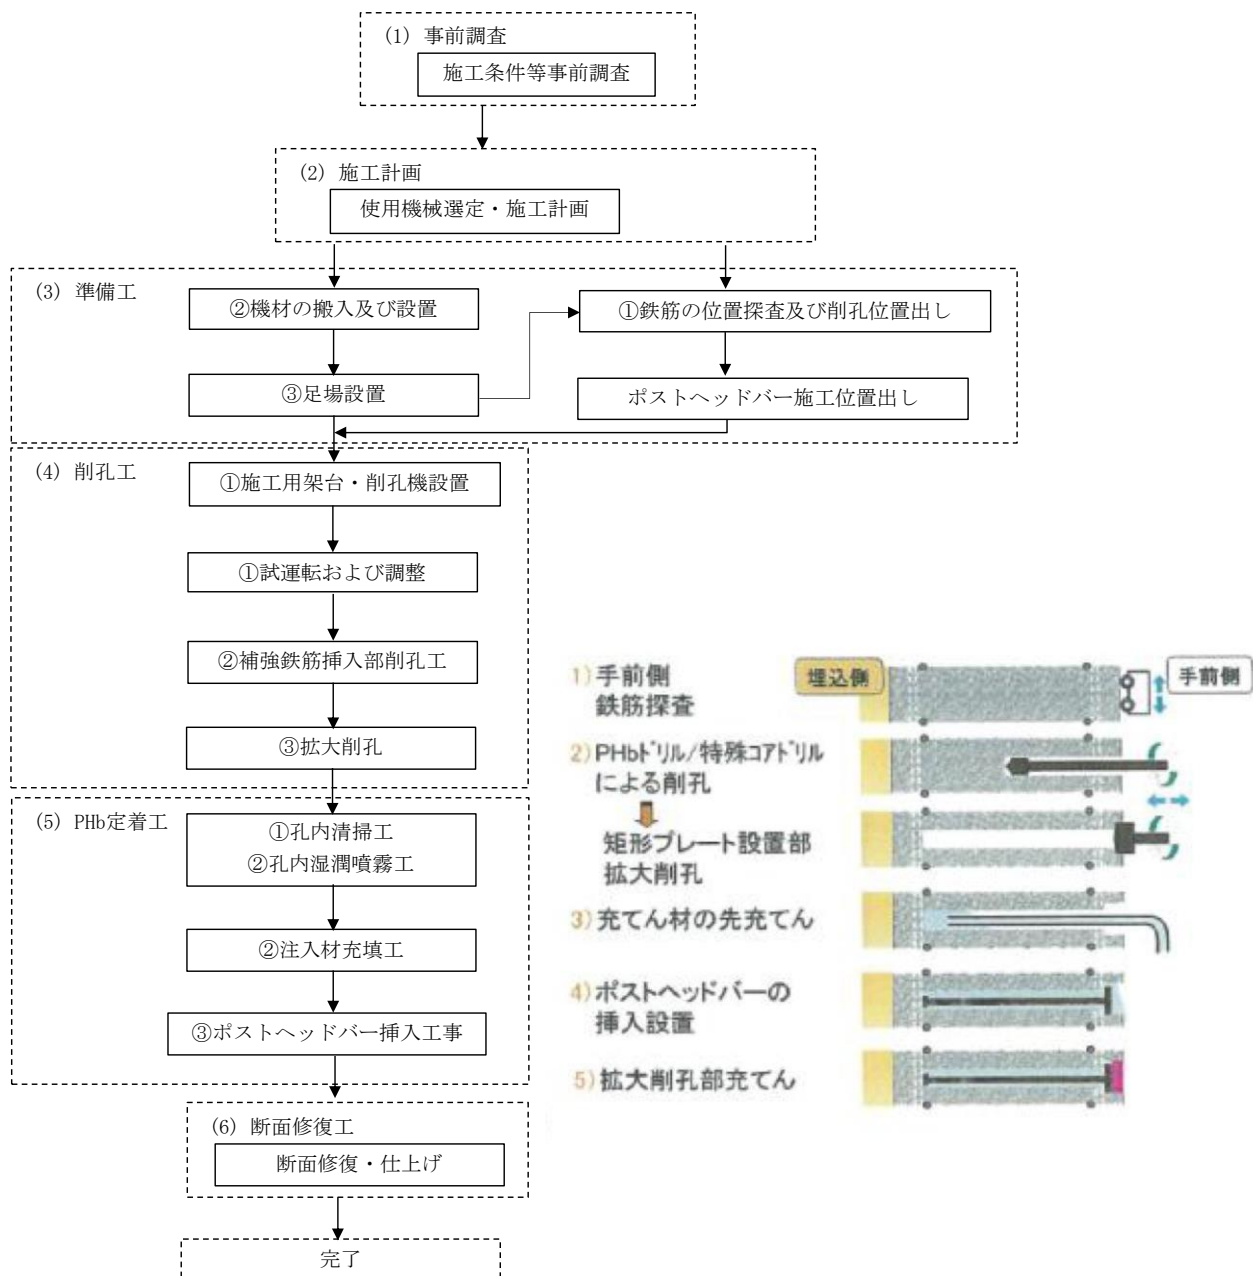 (1) 事前調査
施工条件等事前調査
(2) 施工計画
使用機械選定・施工計画
(3) 準備工
②機材の搬入及び設置
①鉄筋の位置探査及び削孔位置出し
③足場設置
ポストヘッドバー施工位置出し
(4) 削孔工
①施工用架台・削孔機設置
①試運転および調整
②補強鉄筋挿入部削孔工
③拡大削孔
(5) PHb定着工
①孔内清掃工
②孔内湿潤噴霧工
②注入材充填工
③ポストヘッドバー挿入工事
(6) 断面修復工
断面修復・仕上げ
完了
1)手前側
鉄筋探査
埋込側
手前側
2)PHbドリル/特殊コアドリル
による削孔
矩形プレート設置部
拡大削孔
3)充てん材の先充てん
4)ポストヘッドバーの
挿入設置
5)拡大削孔部充てん